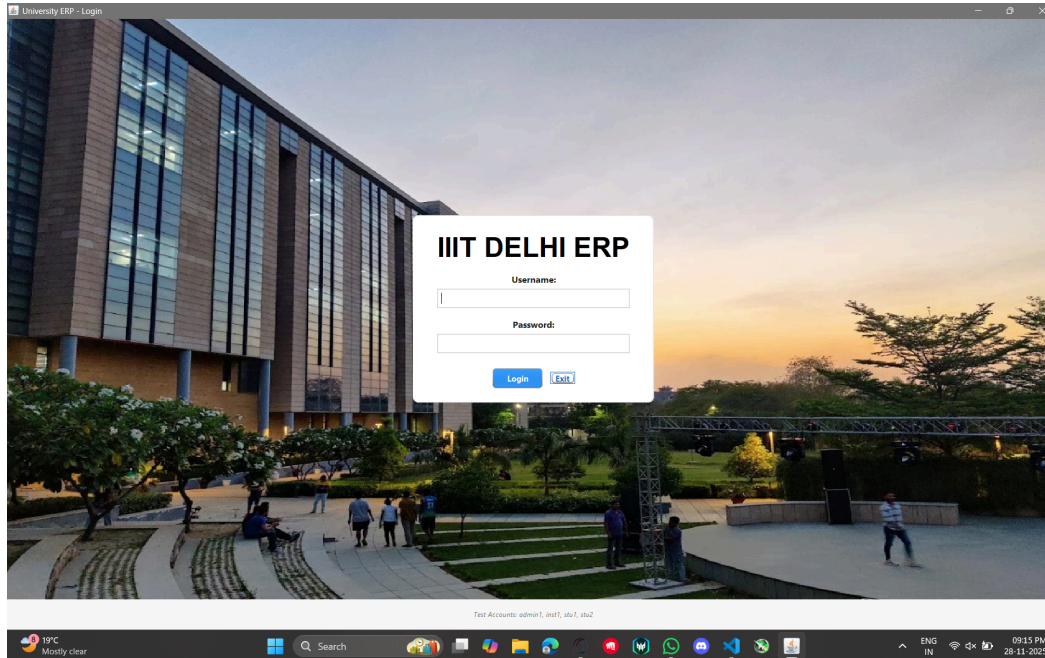 University ERP - Login
IIIT DELHI ERP
Username:
Password:
Login
Exit
Test Accounts: admin1, inst1, stu1, stu2
8
19°C
Mostly clear
Search
ENG
IN
09:15 PM
28-11-2025